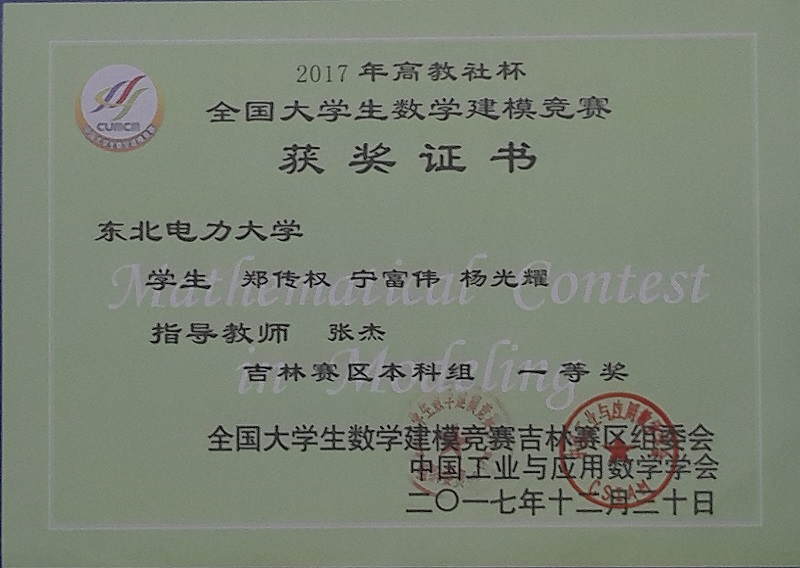 2017 年高教社杯
全国大学生数学建模竞赛
获奖证书
CUMCM
东北电力大学
学生 郑传权 宁富伟 杨光耀
Mathematical Contest
指导教师 张杰
in Modeling
吉林赛区本科组 一等奖
全国大学生数学建模竞赛吉林赛区组委会
中国工业与应用数学学会
CSIAM
二〇一七年十二月三十日